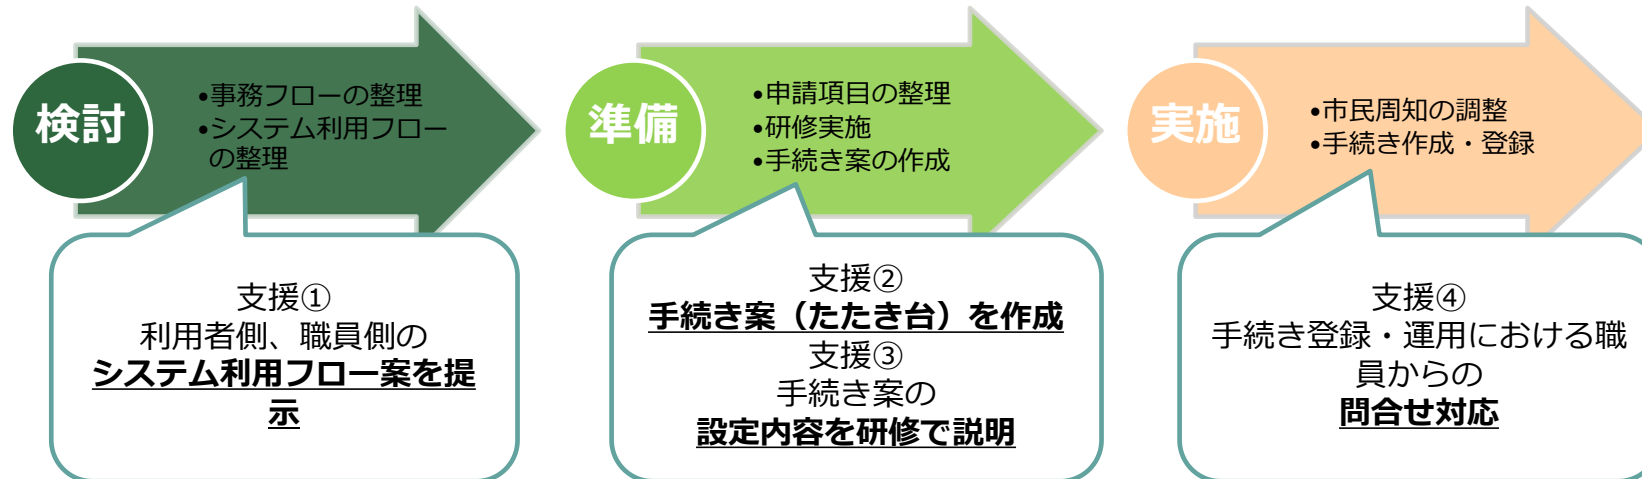 検討
•事務フローの整理
•システム利用フロー
の整理
支援①
利用者側、職員側の
システム利用フロー案を提
示
準備
•申請項目の整理
•研修実施
•手続き案の作成
支援②
手続き案（たたき台）を作成
支援③
手続き案の
設定内容を研修で説明
実施
•市民周知の調整
•手続き作成・登録
支援④
手続き登録・運用における職
員からの
問合せ対応